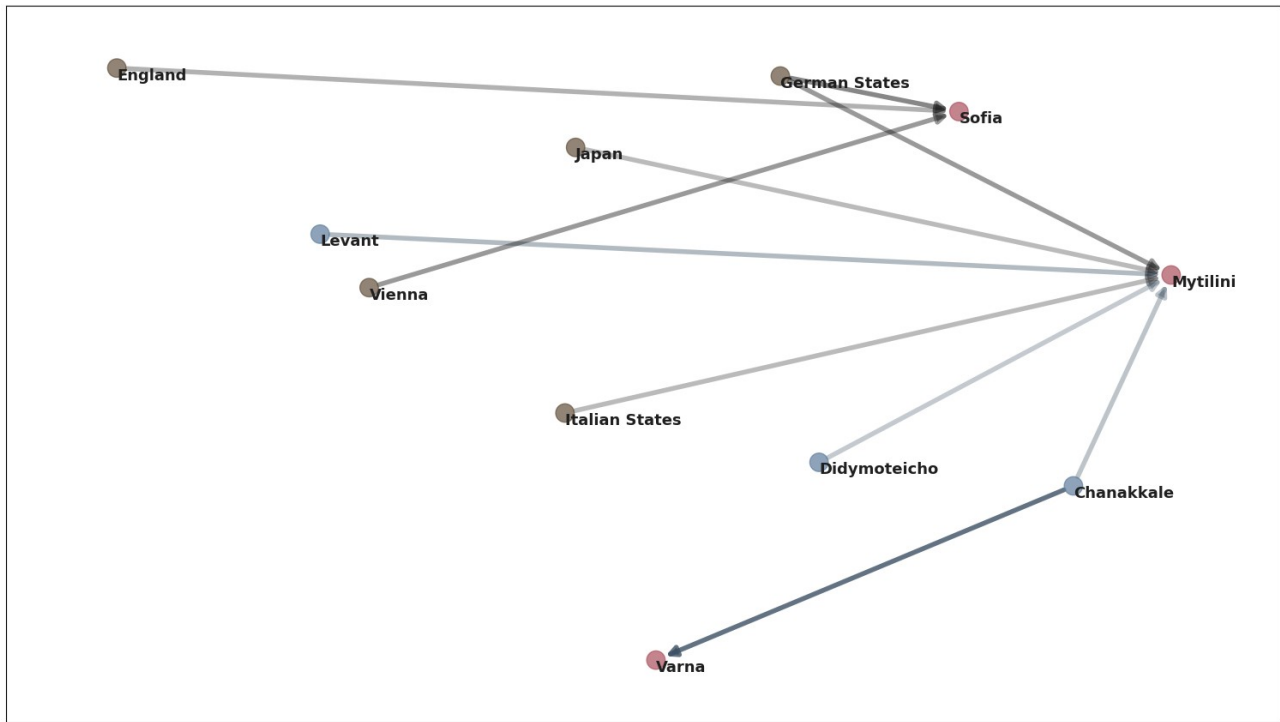 England
German States
Sofia
Japan
Levant
Mytilini
Vienna
Italian States
Didymoteicho
Chanakkale
Varna